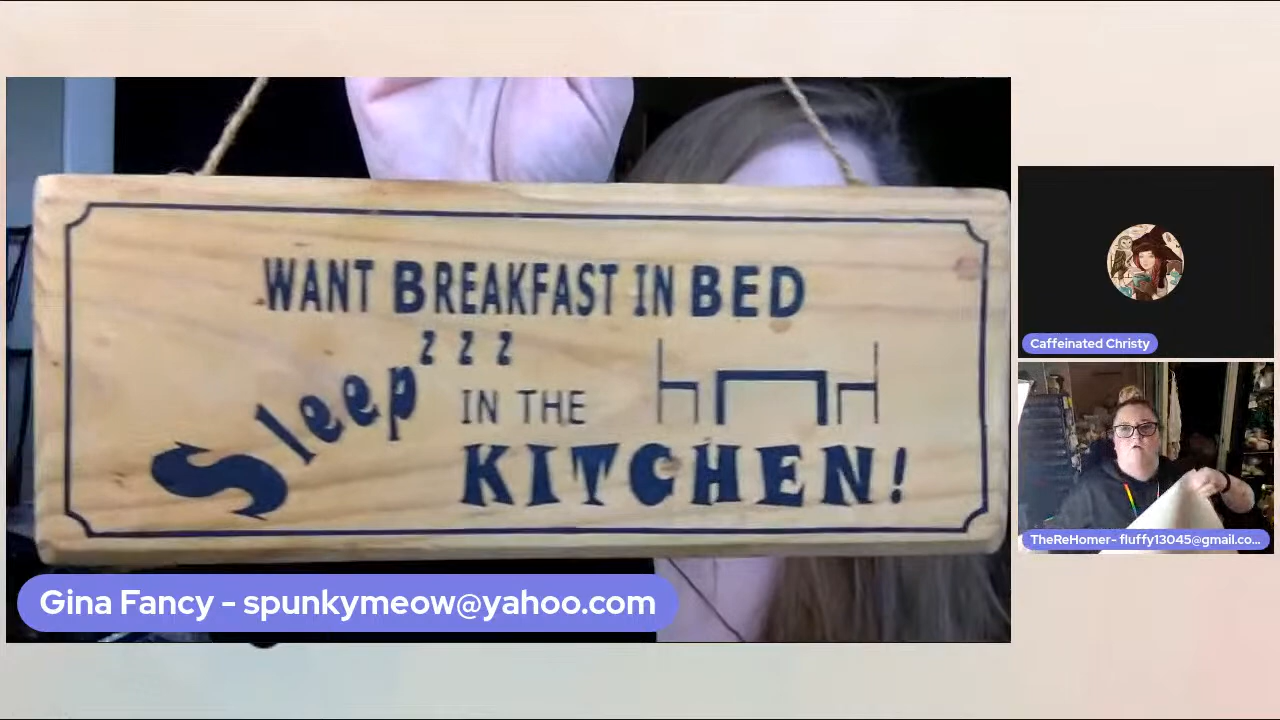 WANT BREAKFAST IN BED
z z z
Sleep IN THE
KITCHEN!
Gina Fancy - spunkymeow@yahoo.com
Caffeinated Christy
TheReHomer- fluffy13045@gmail.co...